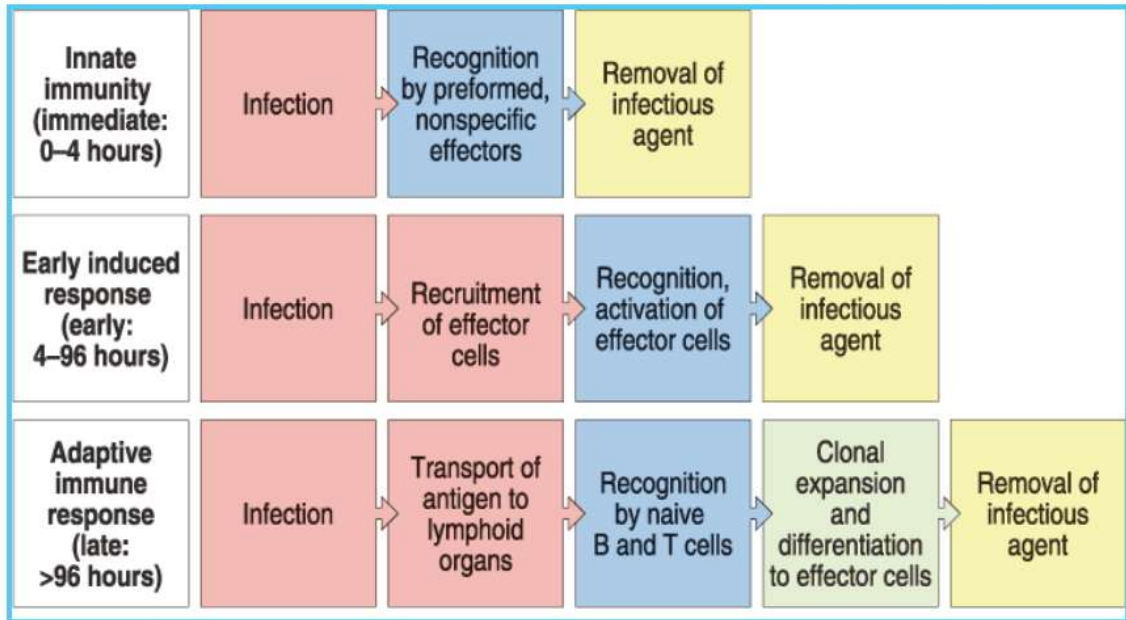 Innate
immunity
(immediate:
0–4 hours)
Infection
Recognition
by preformed,
nonspecific
effectors
Removal of
infectious
agent
Early induced
response
(early:
4–96 hours)
Infection
Recruitment
of effector
cells
Recognition,
activation of
effector cells
Removal of
infectious
agent
Adaptive
immune
response
(late:
>96 hours)
Infection
Transport of
antigen to
lymphoid
organs
Recognition
by naive
B and T cells
Clonal
expansion
and
differentiation
to effector cells
Removal of
infectious
agent